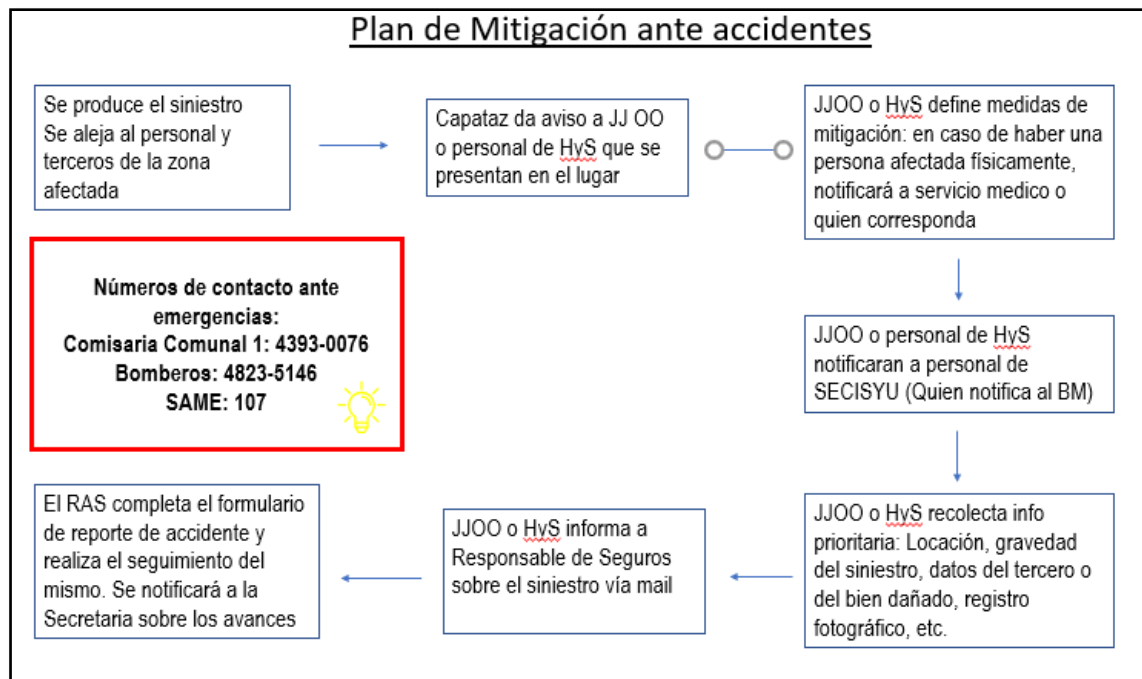 Plan de Mitigación ante accidentes
Se produce el siniestro
Se aleja al personal y
terceros de la zona
afectada
Capataz da aviso a JJ OO
o personal de HyS que se
presentan en el lugar
JJOO o HyS define medidas de
mitigación: en caso de haber una
persona afectada físicamente,
notificará a servicio medico o
quien corresponda
Números de contacto ante
emergencias:
Comisaria Comunal 1: 4393-0076
Bomberos: 4823-5146
SAME: 107
JJOO o personal de HyS
notificaran a personal de
SECISYU (Quien notifica al BM)
JJOO o HyS recolecta info
prioritaria: Locación, gravedad
del siniestro, datos del tercero o
del bien dañado, registro
fotográfico, etc.
JJOO o HyS informa a
Responsable de Seguros
sobre el siniestro vía mail
El RAS completa el formulario
de reporte de accidente y
realiza el seguimiento del
mismo. Se notificará a la
Secretaria sobre los avances